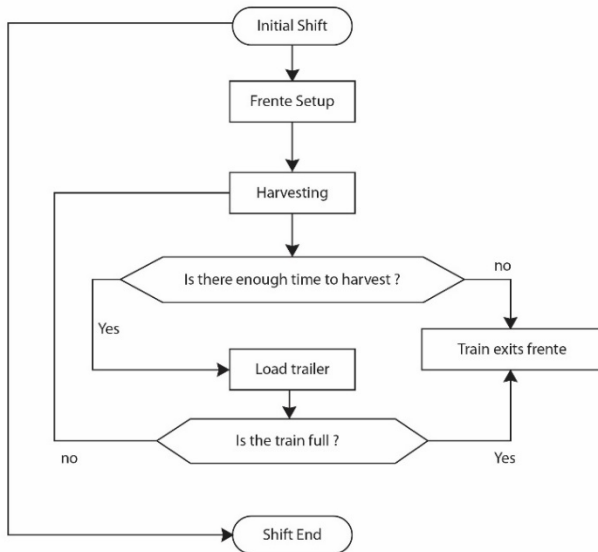 Initial Shift
Frente Setup
Harvesting
Is there enough time to harvest ?
no
Yes
Train exits frente
Load trailer
Is the train full ?
no
Yes
Shift End